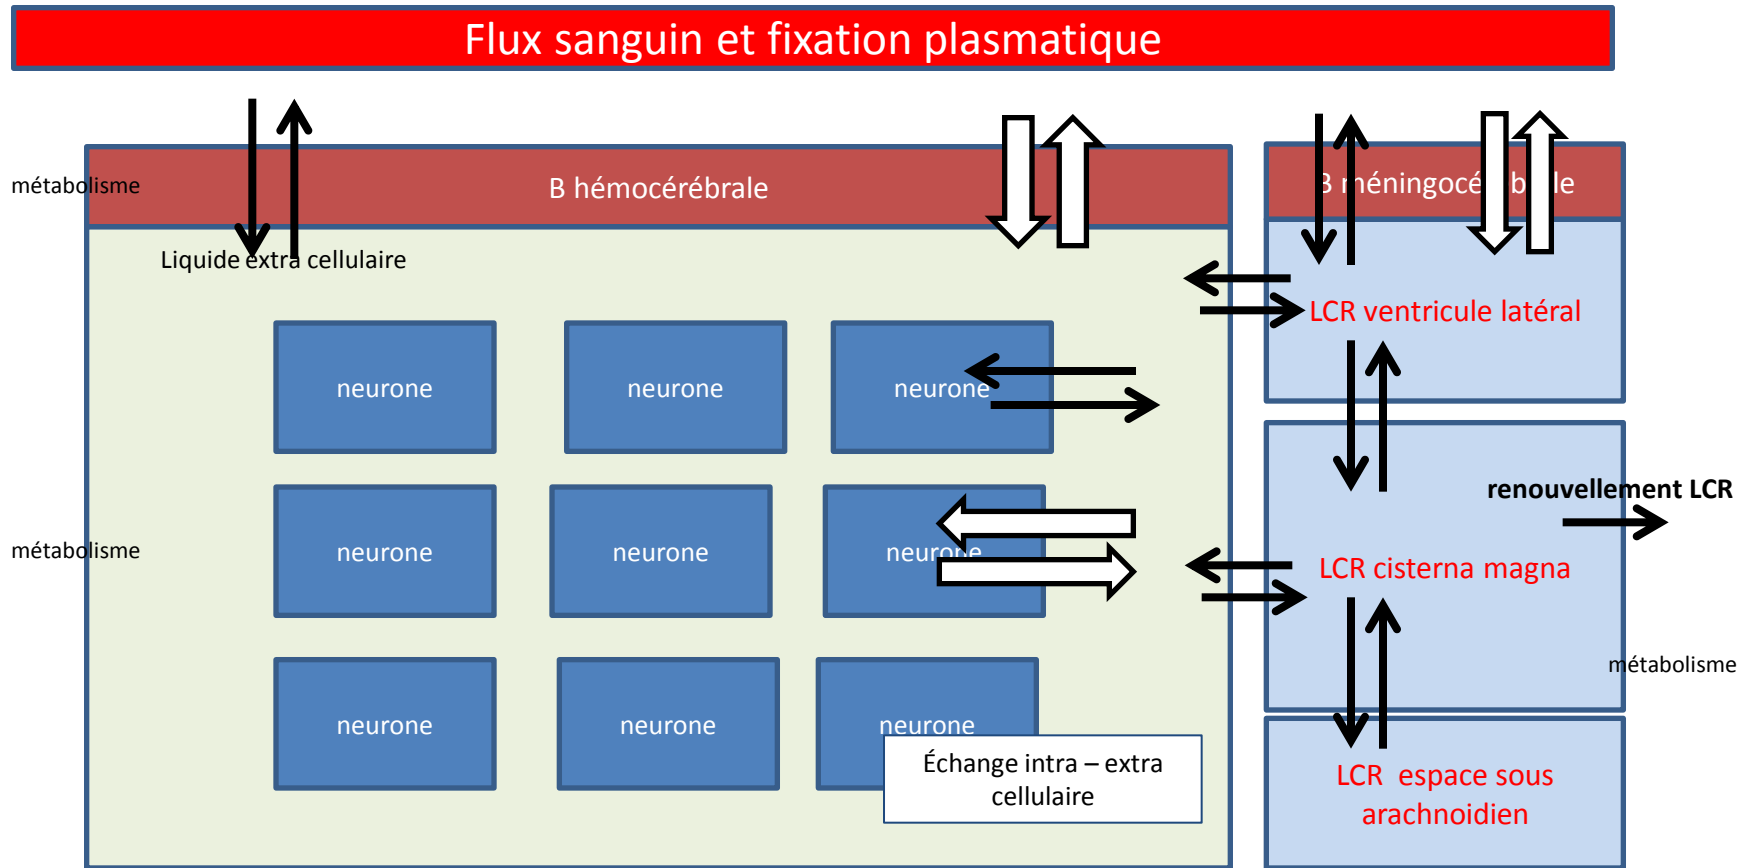 Flux sanguin et fixation plasmatique
métabolisme
B hémocérébrale
B méningocérébrale
Liquide extra cellulaire
LCR ventricule latéral
neurone
neurone
neurone
renouvellement LCR
métabolisme
neurone
neurone
neurone
LCR cisterna magna
métabolisme
neurone
neurone
neurone
Échange intra – extra
cellulaire
LCR espace sous
arachnoidien